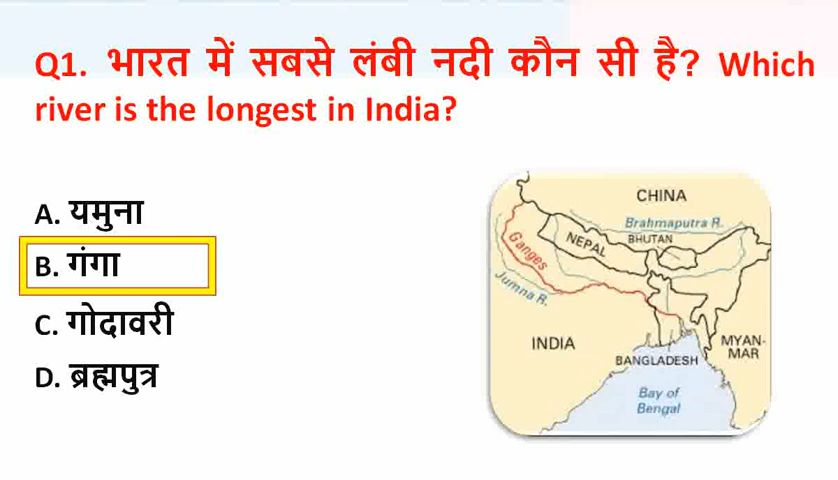 Q1. भारत में सबसे लंबी नदी कौन सी है? Which
river is the longest in India?
A. यमुना
B. गंगा
C. गोदावरी
D. ब्रह्मपुत्र
CHINA
Brahmaputra R.
NEPAL
BHUTAN
Ganges
Jumna R.
INDIA
BANGLADESH
MYAN-
MAR
Bay of
Bengal